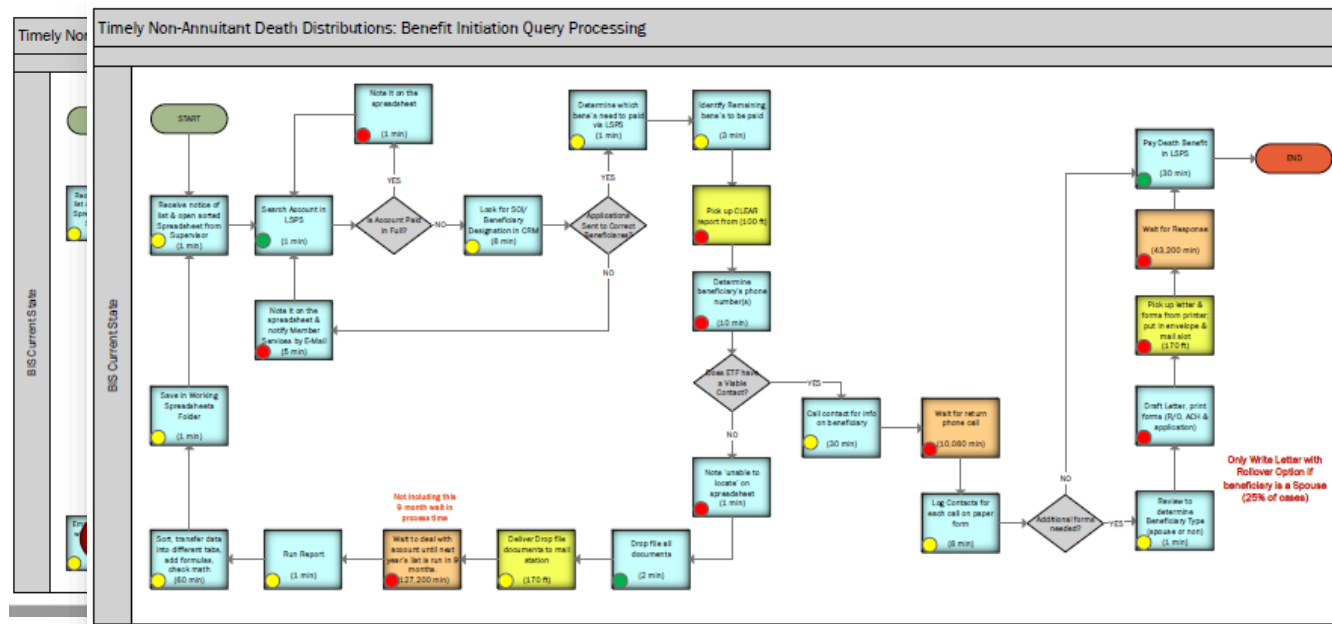 Timely No
BIS Current State
Timely Non-Annuitant Death Distributions: Benefit Initiation Query Processing
BIS Current State
START
Receive notice of
list & open sorted
Spreadsheet from
Supervisor
(1 min)
Search Account in
LSPS
(1 min)
Note it on the
spreadsheet
(1 min)
YES
Is Account Paid
in Full?
NO
Look for SOI/
Beneficiary
Designation in CRM
(8 min)
Applications
Sent to Correct
Beneficiaries?
YES
NO
Determine which
bene's need to paid
via LSPS
(1 min)
Identify Remaining
bene's to be paid
(3 min)
Pick up CLEAR
report from (100 ft)
Determine
beneficiary's phone
number(s)
(10 min)
Note it on the
spreadsheet &
notify Member
Services by E-Mail
(5 min)
Does ETF have
a Viable
Contact?
YES
NO
Call contact for info
on beneficiary
(30 min)
Wait for return
phone call
(10,080 min)
Log Contacts for
each call on paper
form
(8 min)
Additional forms
needed?
NO
YES
Review to
determine
Beneficiary Type
(spouse or non)
(1 min)
Only Write Letter with
Rollover Option if
beneficiary is a Spouse
(25% of cases)
Draft Letter, print
forms (R/O, ACH &
application)
Pick up letter &
forms from printer;
put in envelope &
mail slot
(170 ft)
Wait for Response
(43,200 min)
Pay Death Benefit
in LSPS
(30 min)
END
Note 'unable to
locate' on
spreadsheet
(1 min)
Drop file all
documents
(2 min)
Deliver Drop file
documents to mail
station
(170 ft)
Not including this
9 month wait in
process time
Wait to deal with
account until next
year's list is run in 9
months.
(127,200 min)
Run Report
(1 min)
Sort, transfer data
into different tabs,
add formulas,
check math
(60 min)
Save in Working
Spreadsheets
Folder
(1 min)